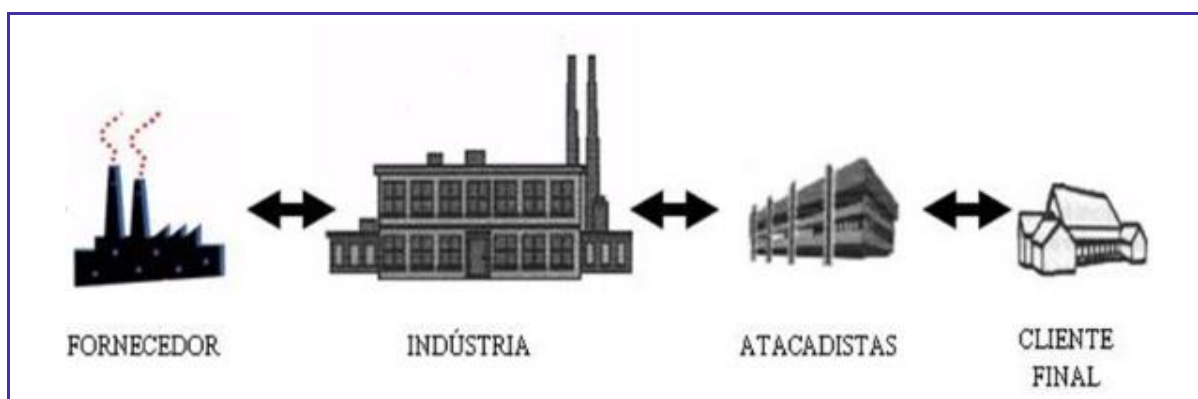 FORNECEDOR
INDÚSTRIA
ATACADISTAS
CLIENTE
FINAL